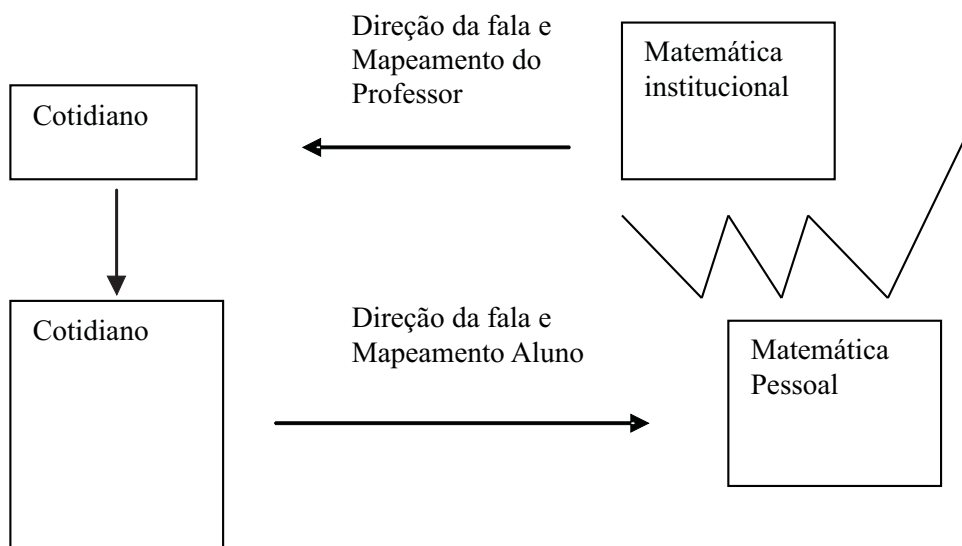 Direção da fala e
Mapeamento do
Professor
Matemática
institucional
Cotidiano
Cotidiano
Direção da fala e
Mapeamento Aluno
Matemática
Pessoal